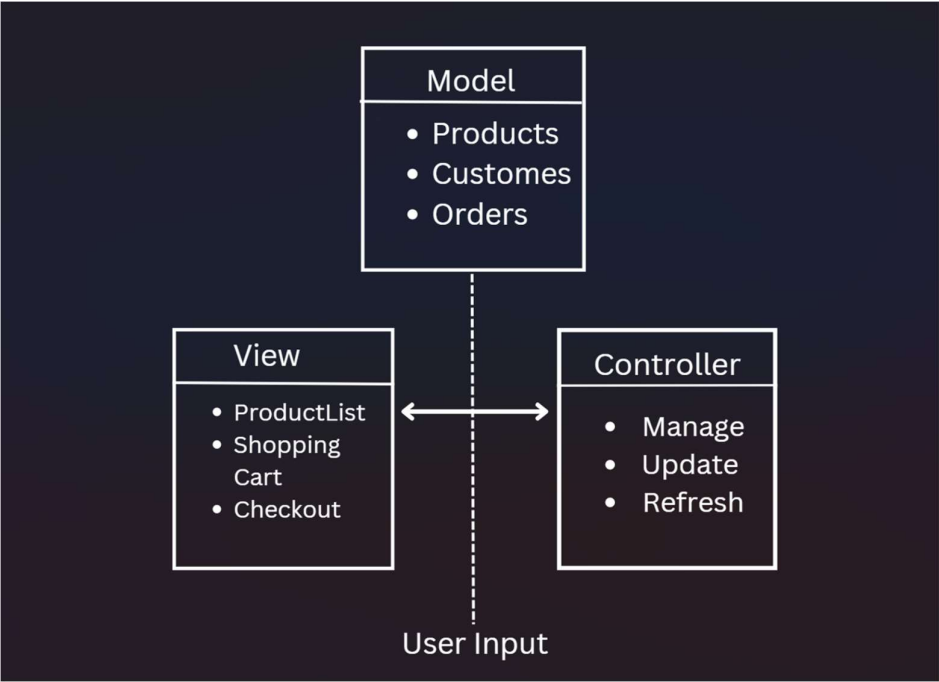 Model
• Products
• Customes
• Orders
View
• ProductList
• Shopping
Cart
• Checkout
Controller
• Manage
• Update
• Refresh
User Input